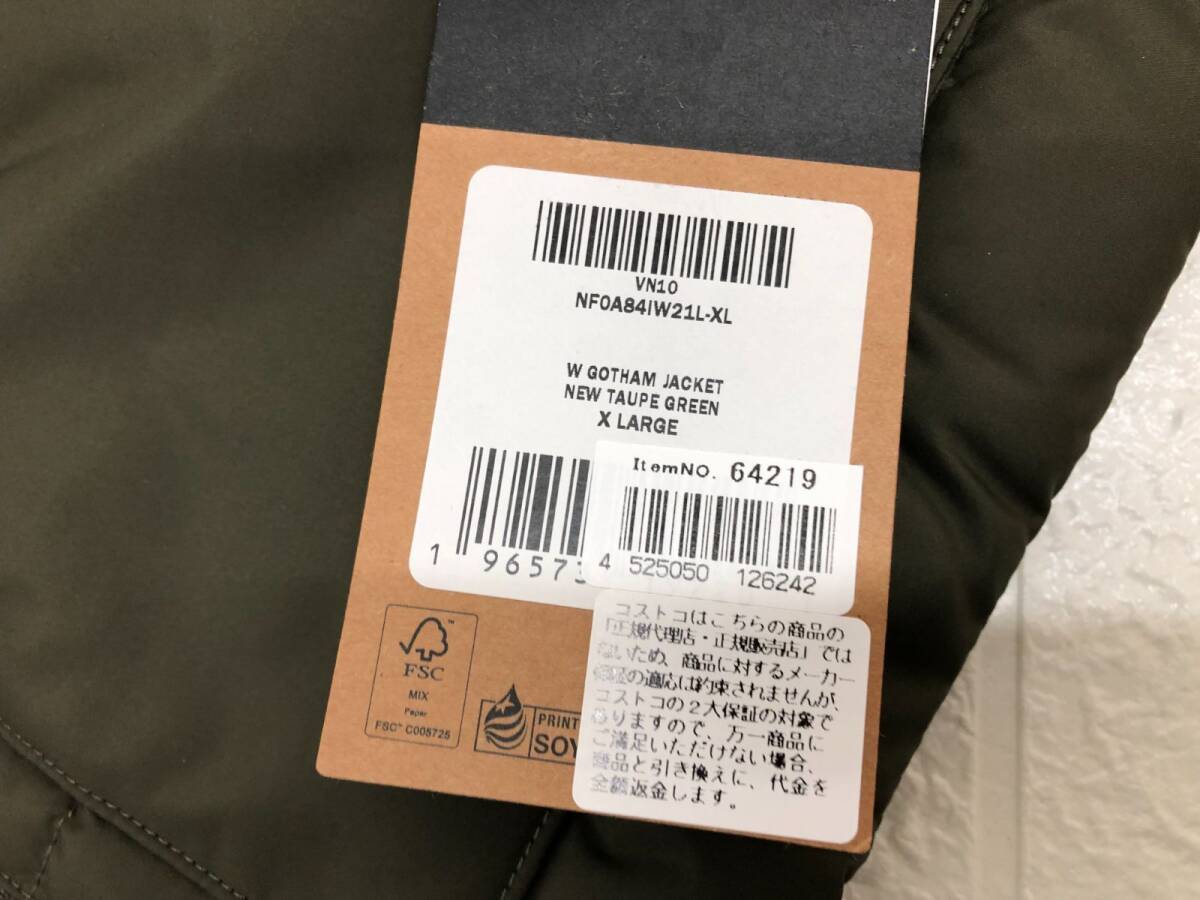 VN10
NF0A84IW21L-XL
W GOTHAM JACKET
NEW TAUPE GREEN
X LARGE
ItemNO. 64219
1 96573
4 525050 126242
FSC
MIX
Paper
FSC™ C005725
PRINT
SOY
コストコはこちらの商品の
「正規代理店・正規販売店」では
ないため、商品に対するメーカー
保証の適応は約束されませんが、
コストコの2大保証の対象で
ありますので、万一商品に
ご満足いただけない場合、
商品と引き換えに、代金を
全額返金します。